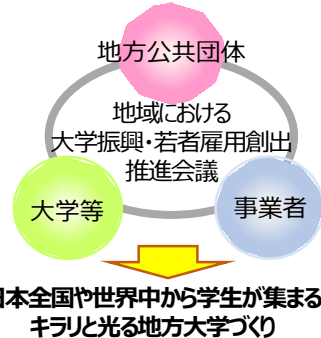 地方公共団体
地域における
大学振興・若者雇用創出
推進会議
大学等
事業者
日本全国や世界中から学生が集まる
キラリと光る地方大学づくり